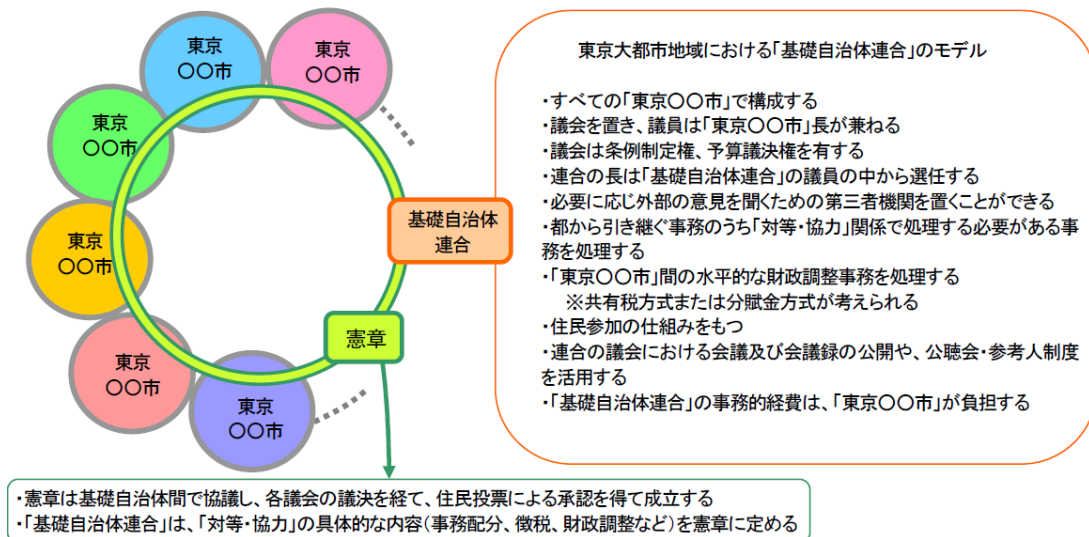 東京
〇〇市
東京
〇〇市
東京
〇〇市
東京
〇〇市
東京
〇〇市
東京
〇〇市
基礎自治体
連合
憲章
東京大都市地域における「基礎自治体連合」のモデル
・すべての「東京〇〇市」で構成する
・議会を置き、議員は「東京〇〇市」長が兼ねる
・議会は条例制定権、予算議決権を有する
・連合の長は「基礎自治体連合」の議員の中から選任する
・必要に応じ外部の意見を聞くための第三者機関を置くことができる
・都から引き継ぐ事務のうち「対等・協力」関係で処理する必要がある事
務を処理する
・「東京〇〇市」間の水平的な財政調整事務を処理する
※共有税方式または分賦金方式が考えられる
・住民参加の仕組みをもつ
・連合の議会における会議及び会議録の公開や、公聴会・参考人制度
を活用する
・「基礎自治体連合」の事務的経費は、「東京〇〇市」が負担する
・憲章は基礎自治体間で協議し、各議会の議決を経て、住民投票による承認を得て成立する
・「基礎自治体連合」は、「対等・協力」の具体的な内容（事務配分、徴税、財政調整など）を憲章に定める